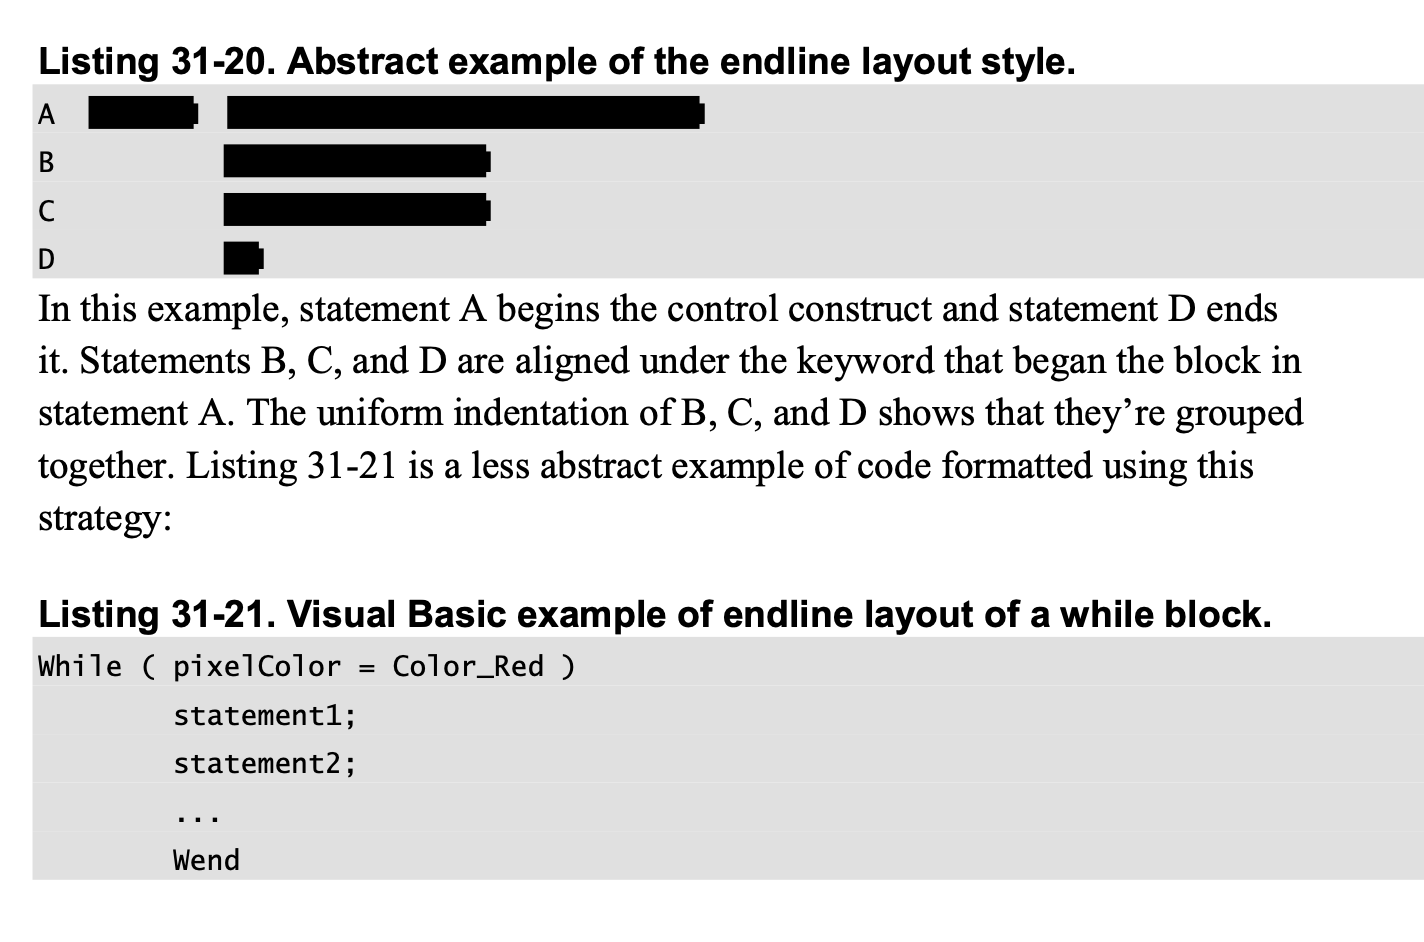 Listing 31-20. Abstract example of the endline layout style.
A
B
C
D
In this example, statement A begins the control construct and statement D ends
it. Statements B, C, and D are aligned under the keyword that began the block in
statement A. The uniform indentation of B, C, and D shows that they’re grouped
together. Listing 31-21 is a less abstract example of code formatted using this
strategy:
Listing 31-21. Visual Basic example of endline layout of a while block.
While ( pixelColor = Color_Red )
statement1;
statement2;
...
Wend